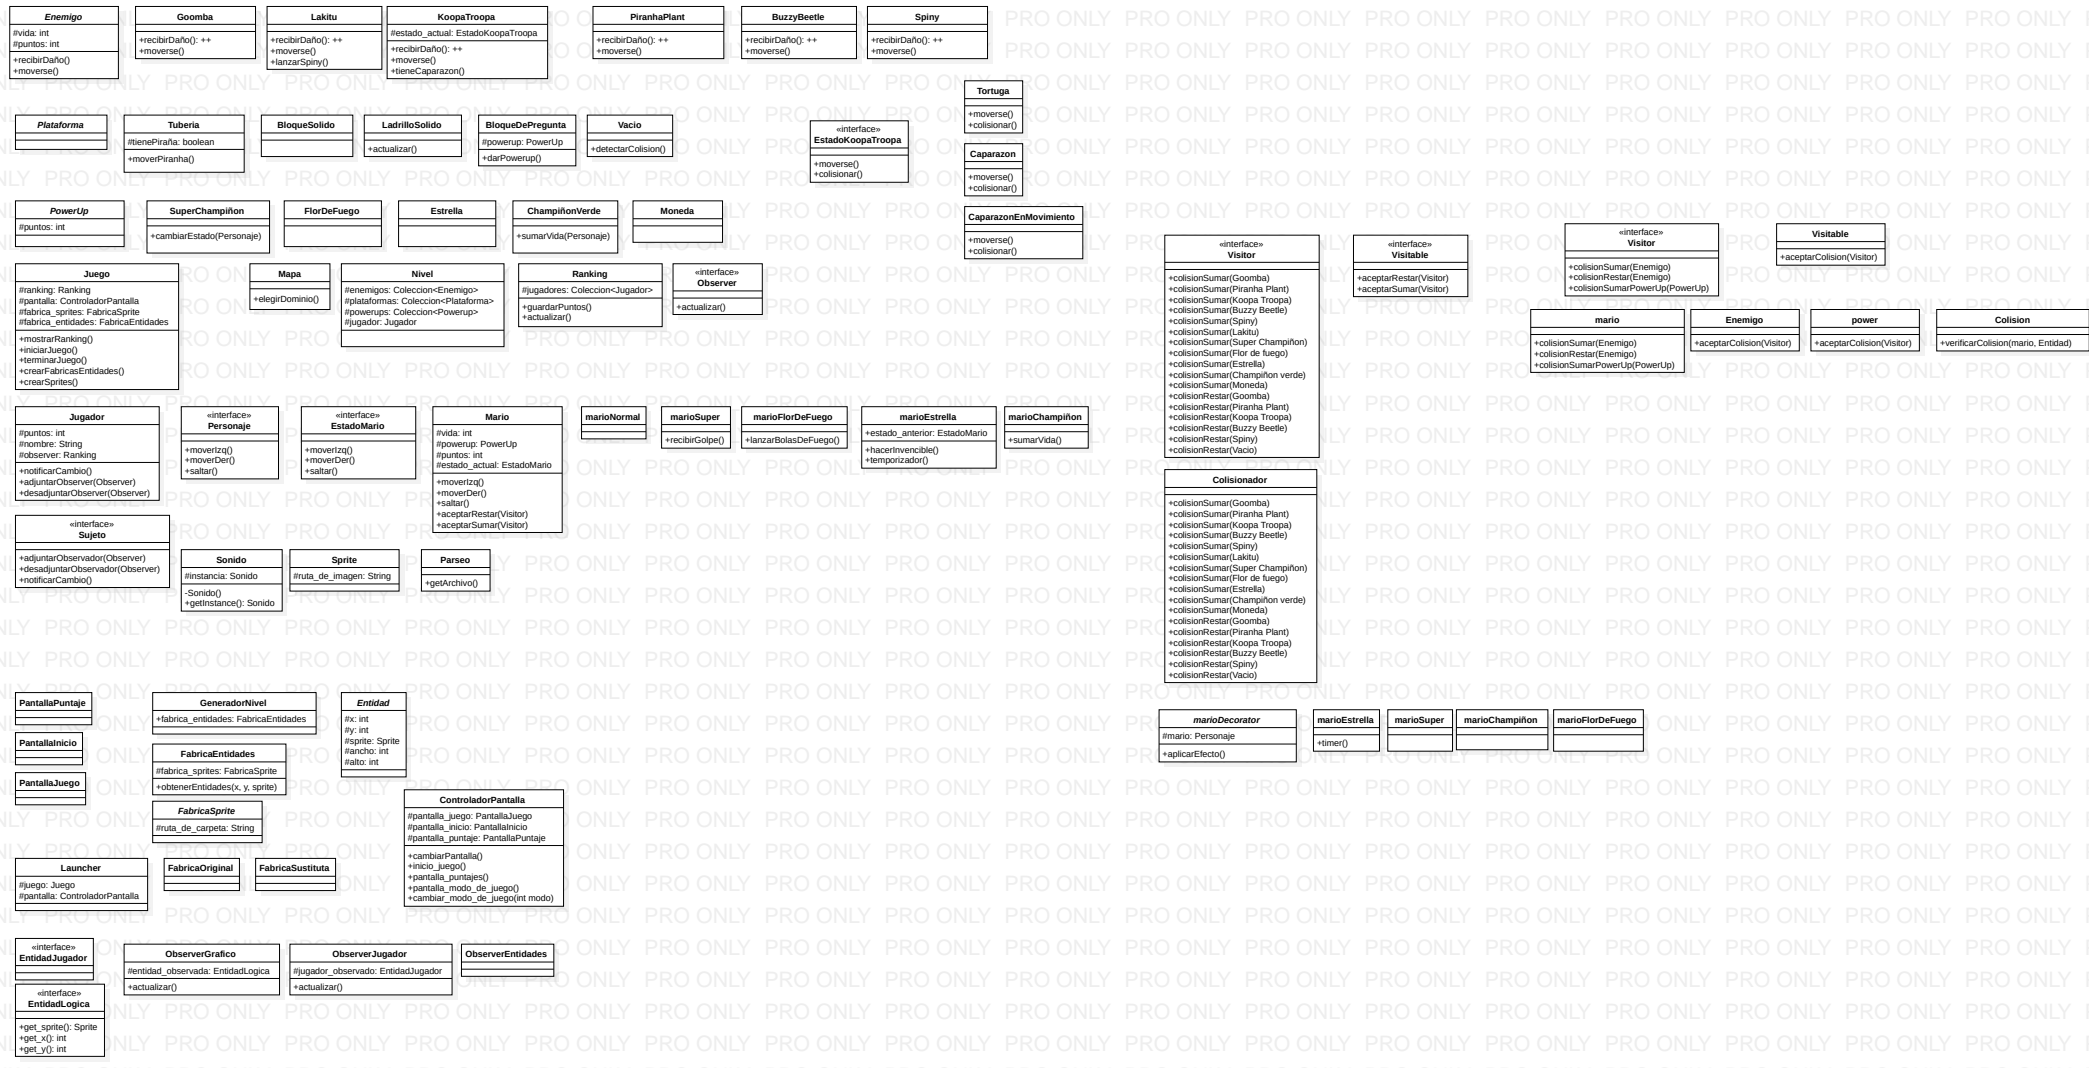 Enemigo
#vida: int
#puntos: int
+recibirDaño()
+moverse()
Goomba
+recibirDaño(): ++
+moverse()
Lakitu
+recibirDaño(): ++
+moverse()
+lanzarSpiny()
KoopaTroopa
#estado_actual: EstadoKoopaTroopa
+recibirDaño(): ++
+moverse()
+tieneCaparazon()
PiranhaPlant
+recibirDaño(): ++
+moverse()
BuzzyBeetle
+recibirDaño(): ++
+moverse()
Spiny
+recibirDaño(): ++
+moverse()
Plataforma
Tuberia
#tienePiraña: boolean
+moverPiranha()
BloqueSolido
LadrilloSolido
+actualizar()
BloqueDePregunta
#powerup: PowerUp
+darPowerup()
Vacio
+detectarColision()
«interface»
EstadoKoopaTroopa
+moverse()
+colisionar()
Tortuga
+moverse()
+colisionar()
Caparazon
+moverse()
+colisionar()
CaparazonEnMovimiento
+moverse()
+colisionar()
PowerUp
#puntos: int
SuperChampiñon
+cambiarEstado(Personaje)
FlorDeFuego
Estrella
ChampiñonVerde
+sumarVida(Personaje)
Moneda
Juego
#ranking: Ranking
#pantalla: ControladorPantalla
#fabrica_sprites: FabricaSprite
#fabrica_entidades: FabricaEntidades
+mostrarRanking()
+iniciarJuego()
+terminarJuego()
+crearFabricasEntidades()
+crearSprites()
Mapa
+elegirDominio()
Nivel
#enemigos: Coleccion<Enemigo>
#plataformas: Coleccion<Plataforma>
#powerups: Coleccion<Powerup>
#jugador: Jugador
Ranking
#jugadores: Coleccion<Jugador>
+guardarPuntos()
+actualizar()
«interface»
Observer
+actualizar()
«interface»
Visitor
+colisionSumar(Goomba)
+colisionSumar(Piranha Plant)
+colisionSumar(Koopa Troopa)
+colisionSumar(Buzzy Beetle)
+colisionSumar(Spiny)
+colisionSumar(Lakitu)
+colisionSumar(Super Champiñon)
+colisionSumar(Flor de fuego)
+colisionSumar(Estrella)
+colisionSumar(Champiñon verde)
+colisionSumar(Moneda)
+colisionRestar(Goomba)
+colisionRestar(Piranha Plant)
+colisionRestar(Koopa Troopa)
+colisionRestar(Buzzy Beetle)
+colisionRestar(Spiny)
+colisionRestar(Vacio)
«interface»
Visitable
+aceptarRestar(Visitor)
+aceptarSumar(Visitor)
«interface»
Visitor
+colisionSumar(Enemigo)
+colisionRestar(Enemigo)
+colisionSumarPowerUp(PowerUp)
Visitable
+aceptarColision(Visitor)
mario
+colisionSumar(Enemigo)
+colisionRestar(Enemigo)
+colisionSumarPowerUp(PowerUp)
Enemigo
+aceptarColision(Visitor)
power
+aceptarColision(Visitor)
Colision
+verificarColision(mario, Entidad)
Jugador
#puntos: int
#nombre: String
#observer: Ranking
+notificarCambio()
+adjuntarObserver(Observer)
+desadjuntarObserver(Observer)
«interface»
Personaje
+moverIzq()
+moverDer()
+saltar()
«interface»
EstadoMario
+moverIzq()
+moverDer()
+saltar()
Mario
#vida: int
#powerup: PowerUp
#puntos: int
#estado_actual: EstadoMario
+moverIzq()
+moverDer()
+saltar()
+aceptarRestar(Visitor)
+aceptarSumar(Visitor)
marioNormal
marioSuper
+recibirGolpe()
marioFlorDeFuego
+lanzarBolasDeFuego()
marioEstrella
+estado_anterior: EstadoMario
+hacerInvencible()
+temporizador()
marioChampiñon
+sumarVida()
Colisionador
+colisionSumar(Goomba)
+colisionSumar(Piranha Plant)
+colisionSumar(Koopa Troopa)
+colisionSumar(Buzzy Beetle)
+colisionSumar(Spiny)
+colisionSumar(Lakitu)
+colisionSumar(Super Champiñon)
+colisionSumar(Flor de fuego)
+colisionSumar(Estrella)
+colisionSumar(Champiñon verde)
+colisionSumar(Moneda)
+colisionRestar(Goomba)
+colisionRestar(Piranha Plant)
+colisionRestar(Koopa Troopa)
+colisionRestar(Buzzy Beetle)
+colisionRestar(Spiny)
+colisionRestar(Vacio)
«interface»
Sujeto
+adjuntarObservador(Observer)
+desadjuntarObservador(Observer)
+notificarCambio()
Sonido
#instancia: Sonido
-Sonido()
+getInstance(): Sonido
Sprite
#ruta_de_imagen: String
Parseo
+getArchivo()
PantallaPuntaje
PantallaInicio
PantallaJuego
GeneradorNivel
+fabrica_entidades: FabricaEntidades
FabricaEntidades
#fabrica_sprites: FabricaSprite
+obtenerEntidades(x, y, sprite)
FabricaSprite
#ruta_de_carpeta: String
Entidad
#x: int
#y: int
#sprite: Sprite
#ancho: int
#alto: int
ControladorPantalla
#pantalla_juego: PantallaJuego
#pantalla_inicio: PantallaInicio
#pantalla_puntaje: PantallaPuntaje
+cambiarPantalla()
+inicio_juego()
+pantalla_puntajes()
+pantalla_modo_de_juego()
+cambiar_modo_de_juego(int modo)
marioDecorator
#mario: Personaje
+aplicarEfecto()
marioEstrella
+timer()
marioSuper
marioChampiñon
marioFlorDeFuego
Launcher
#juego: Juego
#pantalla: ControladorPantalla
FabricaOriginal
FabricaSustituta
«interface»
EntidadJugador
«interface»
EntidadLogica
+get_sprite(): Sprite
+get_x(): int
+get_y(): int
ObserverGrafico
#entidad_observada: EntidadLogica
+actualizar()
ObserverJugador
#jugador_observado: EntidadJugador
+actualizar()
ObserverEntidades
PRO ONLY